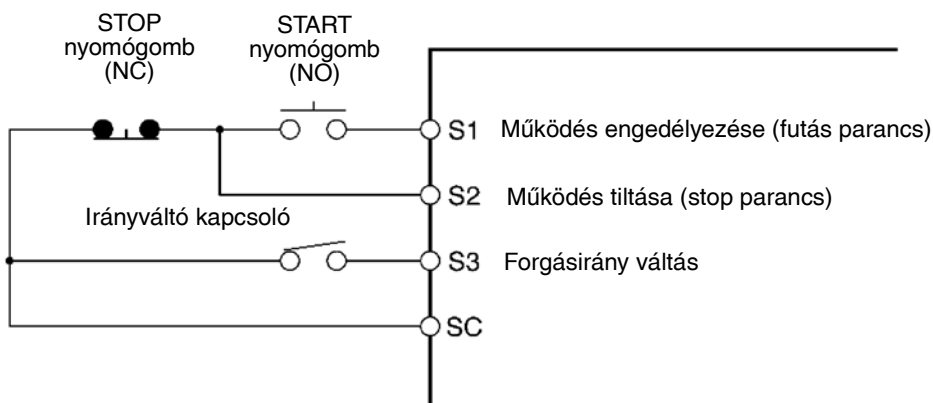 STOP
nyomógomb
(NC)
START
nyomógomb
(NO)
S1 Működés engedélyezése (futás parancs)
S2 Működés tiltása (stop parancs)
Irányváltó kapcsoló
S3 Forgásirány váltás
SC